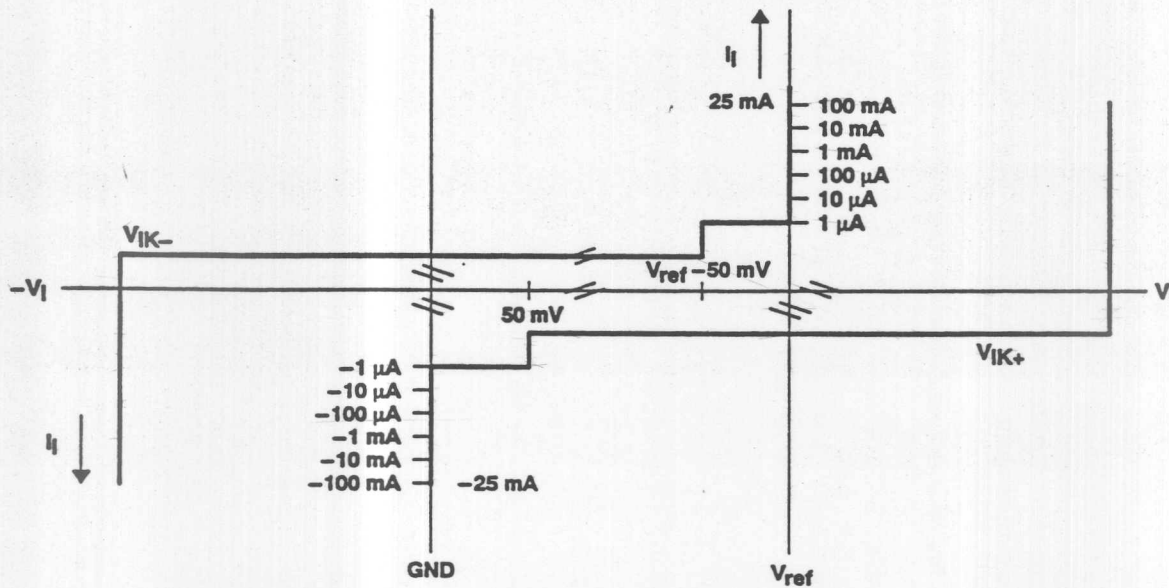 I_I
25 mA
100 mA
10 mA
1 mA
100 µA
10 µA
1 µA
V_IK−
V_ref −50 mV
−V_I
V
50 mV
V_IK+
−1 µA
−10 µA
−100 µA
−1 mA
−10 mA
−100 mA
−25 mA
I_I
GND
V_ref